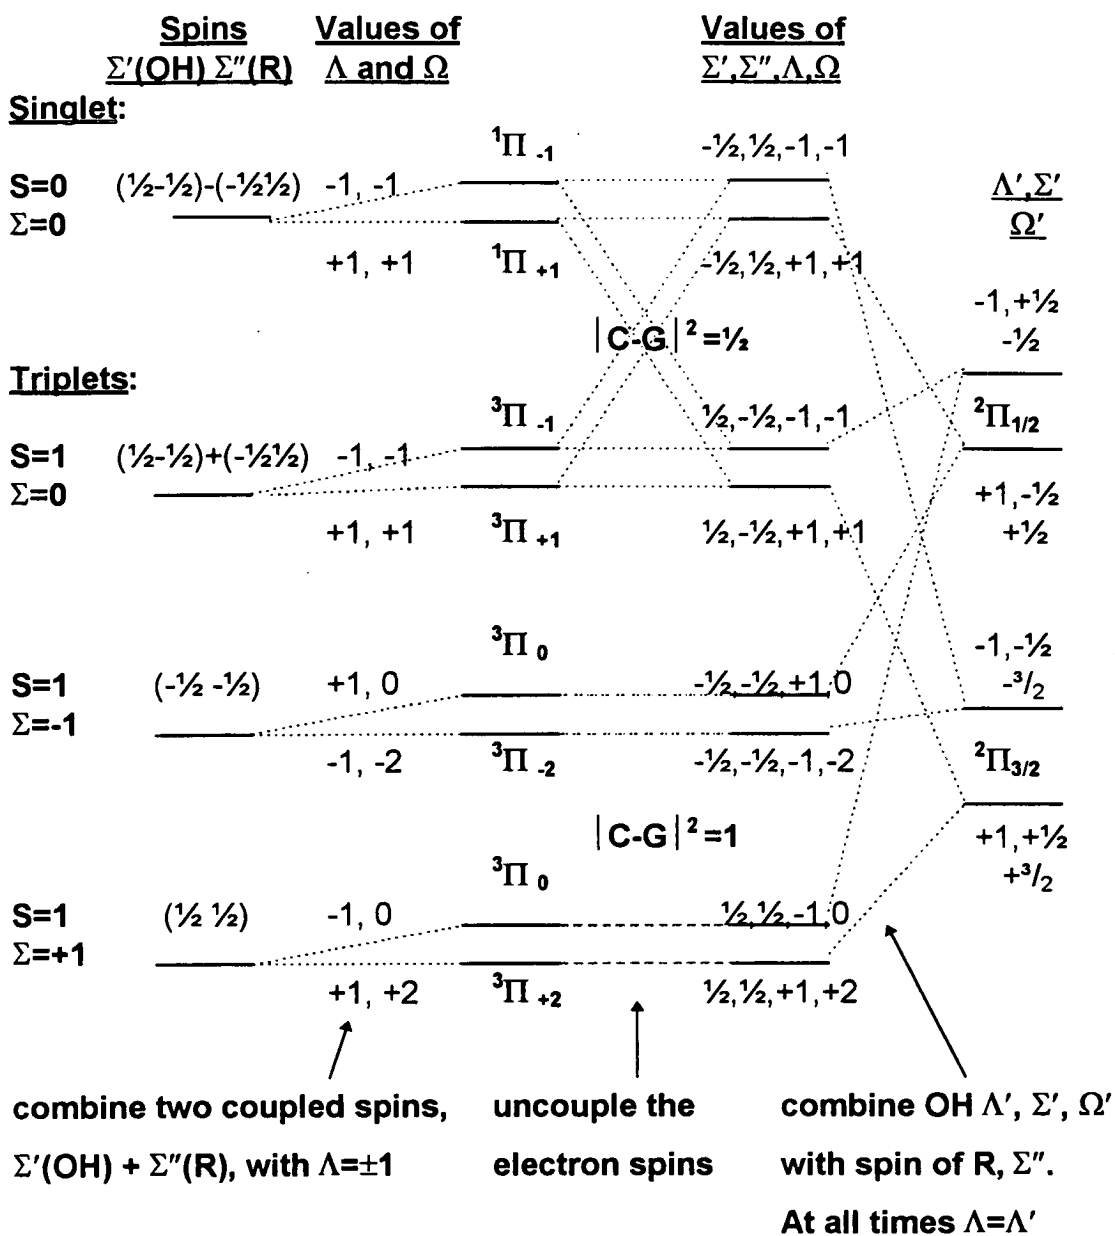 Spins Values of Values of
Σ′(OH) Σ″(R) Λ and Ω Σ′,Σ″,Λ,Ω
Singlet:
¹Π ₋₁ -½,½,-1,-1
S=0 (½-½)-(-½½) -1, -1 Λ′,Σ′
Σ=0 Ω′
+1, +1 ¹Π ₊₁ -½,½,+1,+1
-1,+½
|C-G|²=½ -½
Triplets:
³Π ₋₁ ½,-½,-1,-1 ²Π₁/₂
S=1 (½-½)+(-½½) -1, -1
Σ=0 +1,-½
+1, +1 ³Π ₊₁ ½,-½,+1,+1 +½
³Π ₀ -1,-½
S=1 (-½ -½) +1, 0 -½,-½,+1,0 -³/₂
Σ=-1
-1, -2 ³Π ₋₂ -½,-½,-1,-2 ²Π₃/₂
|C-G|²=1 +1,+½
³Π ₀ +³/₂
S=1 (½ ½) -1, 0 ½,½,-1,0
Σ=+1
+1, +2 ³Π ₊₂ ½,½,+1,+2
combine two coupled spins, uncouple the combine OH Λ′, Σ′, Ω′
Σ′(OH) + Σ″(R), with Λ=±1 electron spins with spin of R, Σ″.
At all times Λ=Λ′